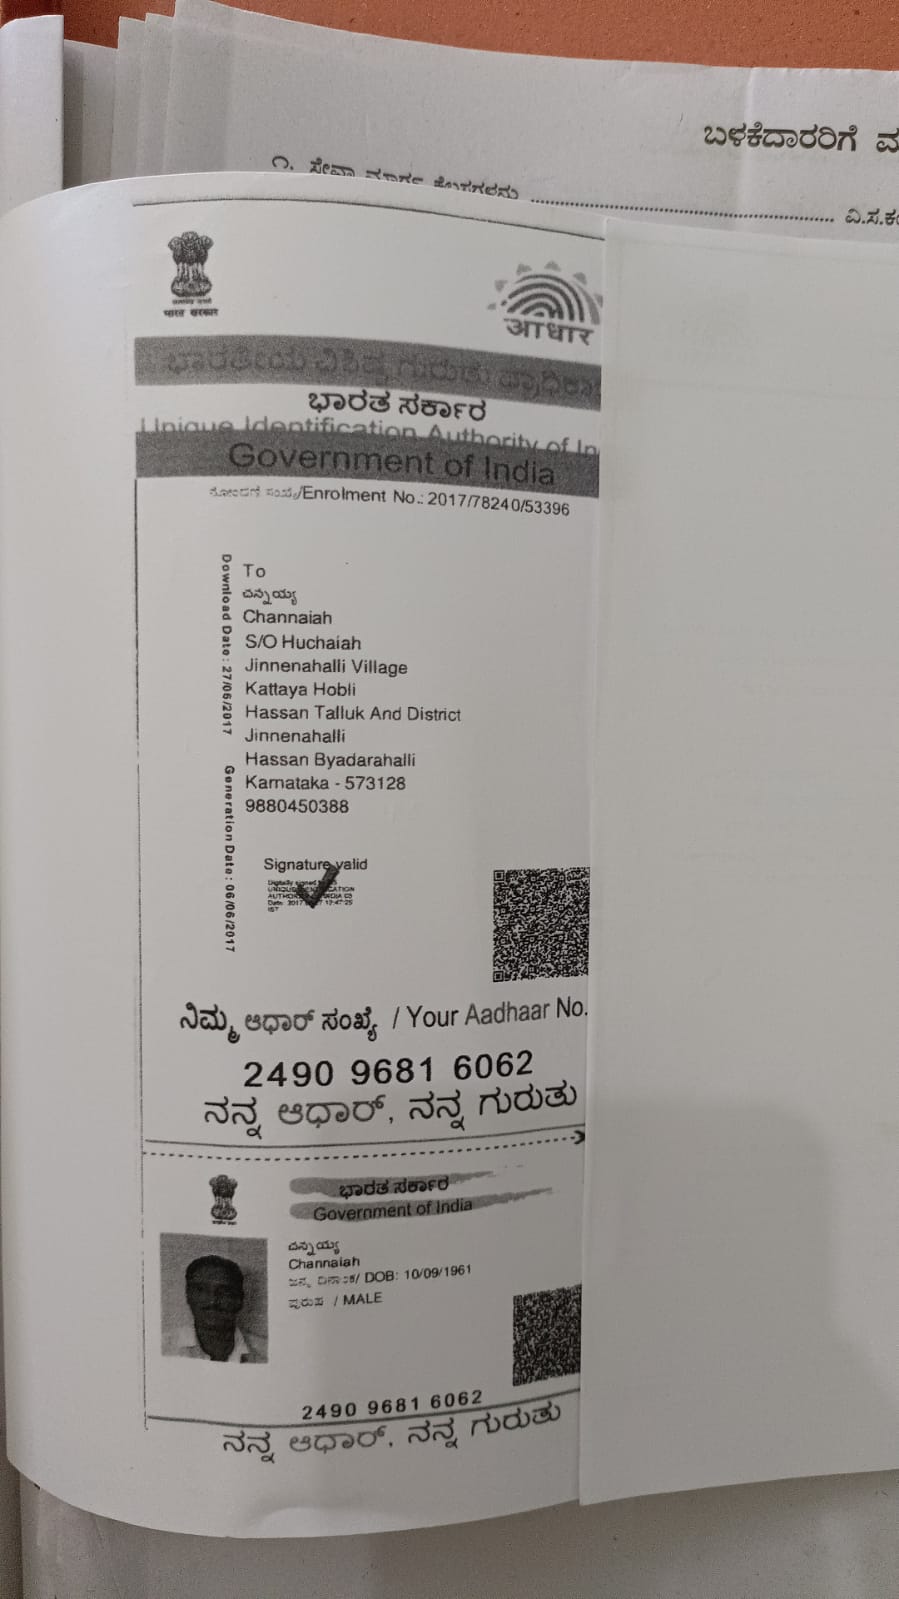 ಬಳಕೆದಾರರಿಗೆ
೧. ಸೇವಾ ಮಾರ್ಗ
ವಿ.ಸ.ಕಂ
भारत सरकार
आधार
ಭಾರತೀಯ ವಿಶಿಷ್ಟ ಗುರುತು
ಭಾರತ ಸರ್ಕಾರ
Unique Identification Authority of In
Government of India
/Enrolment No.: 2017/78240/53396
Download Date: 27/06/2017 Generation Date: 06/06/2017
To
ಚನ್ನಯ್ಯ
Channaiah
S/O Huchaiah
Jinnenahalli Village
Kattaya Hobli
Hassan Talluk And District
Jinnenahalli
Hassan Byadarahalli
Karnataka - 573128
9880450388
Signature valid
ನಿಮ್ಮ ಆಧಾರ್ ಸಂಖ್ಯೆ / Your Aadhaar No.
2490 9681 6062
ನನ್ನ ಆಧಾರ್, ನನ್ನ ಗುರುತು
ಭಾರತ ಸರ್ಕಾರ
Government of India
ಚನ್ನಯ್ಯ
Channaiah
/ DOB: 10/09/1961
ಪುರುಷ / MALE
2490 9681 6062
ನನ್ನ ಆಧಾರ್, ನನ್ನ ಗುರುತು